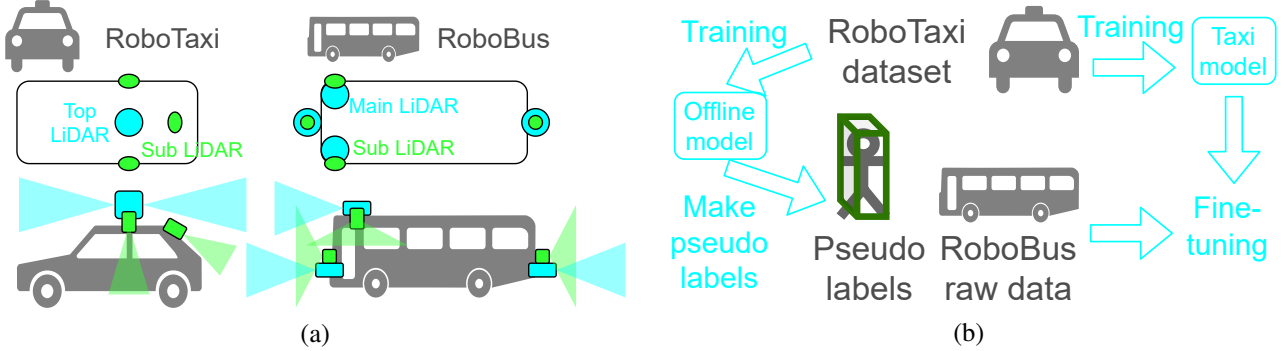 RoboTaxi
RoboBus
Top
LiDAR
Sub LiDAR
Main LiDAR
Sub LiDAR
(a)
Training
RoboTaxi
dataset
Training
Taxi
model
Offline
model
Make
pseudo
labels
Pseudo
labels
RoboBus
raw data
Fine-
tuning
(b)